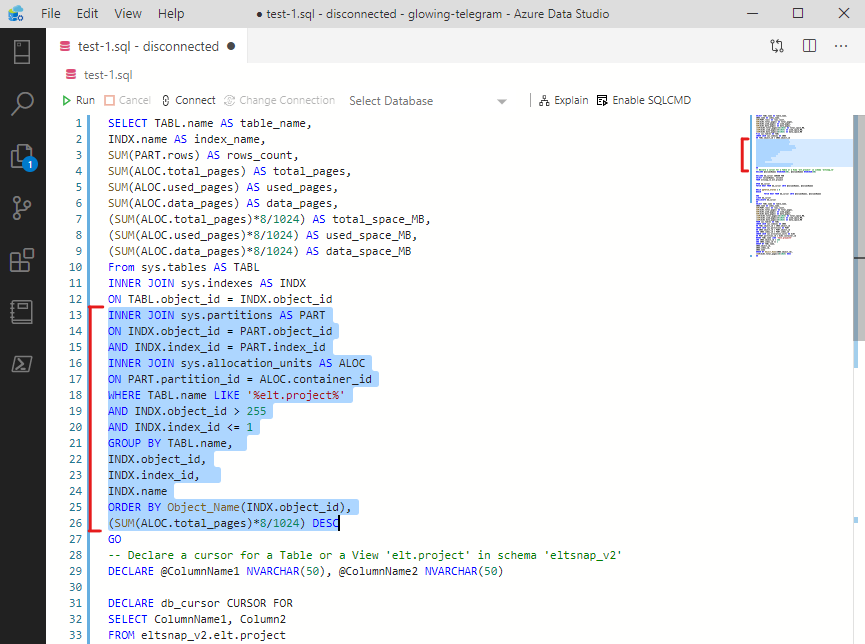 File Edit View Help ● test-1.sql - disconnected - glowing-telegram - Azure Data Studio
test-1.sql - disconnected ●
test-1.sql
Run Cancel Connect Change Connection Select Database Explain Enable SQLCMD
1 SELECT TABL.name AS table_name,
2 INDX.name AS index_name,
3 SUM(PART.rows) AS rows_count,
4 SUM(ALOC.total_pages) AS total_pages,
5 SUM(ALOC.used_pages) AS used_pages,
6 SUM(ALOC.data_pages) AS data_pages,
7 (SUM(ALOC.total_pages)*8/1024) AS total_space_MB,
8 (SUM(ALOC.used_pages)*8/1024) AS used_space_MB,
9 (SUM(ALOC.data_pages)*8/1024) AS data_space_MB
10 From sys.tables AS TABL
11 INNER JOIN sys.indexes AS INDX
12 ON TABL.object_id = INDX.object_id
13 INNER JOIN sys.partitions AS PART
14 ON INDX.object_id = PART.object_id
15 AND INDX.index_id = PART.index_id
16 INNER JOIN sys.allocation_units AS ALOC
17 ON PART.partition_id = ALOC.container_id
18 WHERE TABL.name LIKE '%elt.project%'
19 AND INDX.object_id > 255
20 AND INDX.index_id <= 1
21 GROUP BY TABL.name,
22 INDX.object_id,
23 INDX.index_id,
24 INDX.name
25 ORDER BY Object_Name(INDX.object_id),
26 (SUM(ALOC.total_pages)*8/1024) DESC
27 GO
28 -- Declare a cursor for a Table or a View 'elt.project' in schema 'eltsnap_v2'
29 DECLARE @ColumnName1 NVARCHAR(50), @ColumnName2 NVARCHAR(50)
30
31 DECLARE db_cursor CURSOR FOR
32 SELECT ColumnName1, Column2
33 FROM eltsnap_v2.elt.project
1